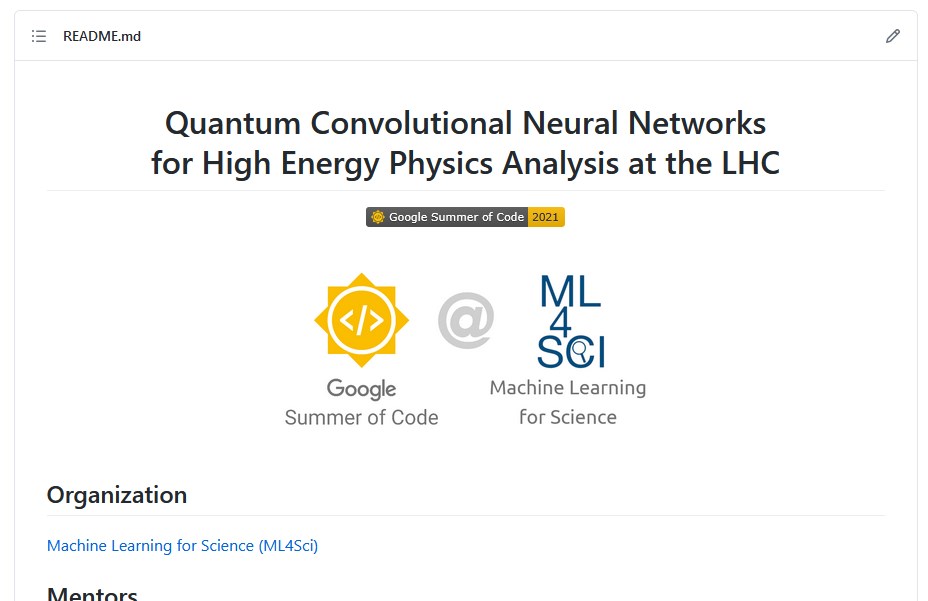 README.md
Quantum Convolutional Neural Networks
for High Energy Physics Analysis at the LHC
Google Summer of Code 2021
</>
@
ML
4
SCI
Google
Summer of Code
Machine Learning
for Science
Organization
Machine Learning for Science (ML4Sci)
Mentors